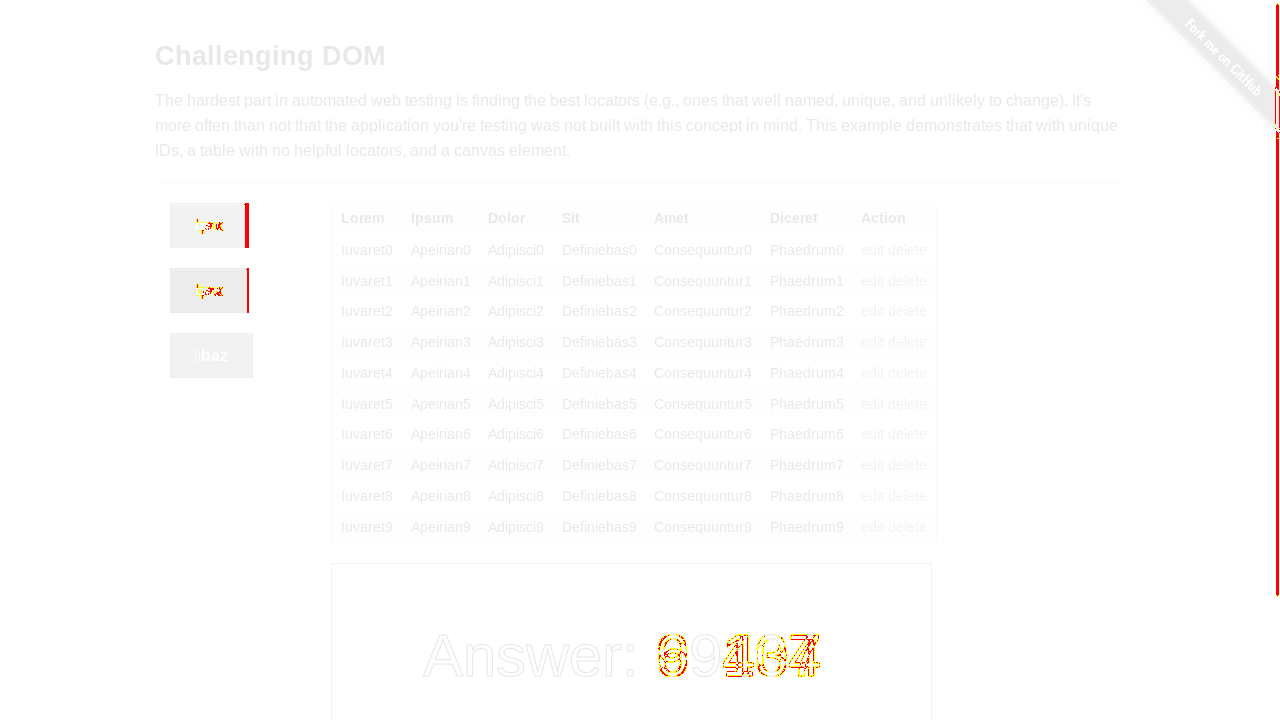 Fork me on GitHub
Challenging DOM
The hardest part in automated web testing is finding the best locators (e.g., ones that well named, unique, and unlikely to change). It's
more often than not that the application you're testing was not built with this concept in mind. This example demonstrates that with unique
IDs, a table with no helpful locators, and a canvas element.
baz
Lorem Ipsum Dolor Sit Amet Diceret Action
Iuvaret0 Apeirian0 Adipisci0 Definiebas0 Consequuntur0 Phaedrum0 edit delete
Iuvaret1 Apeirian1 Adipisci1 Definiebas1 Consequuntur1 Phaedrum1 edit delete
Iuvaret2 Apeirian2 Adipisci2 Definiebas2 Consequuntur2 Phaedrum2 edit delete
Iuvaret3 Apeirian3 Adipisci3 Definiebas3 Consequuntur3 Phaedrum3 edit delete
Iuvaret4 Apeirian4 Adipisci4 Definiebas4 Consequuntur4 Phaedrum4 edit delete
Iuvaret5 Apeirian5 Adipisci5 Definiebas5 Consequuntur5 Phaedrum5 edit delete
Iuvaret6 Apeirian6 Adipisci6 Definiebas6 Consequuntur6 Phaedrum6 edit delete
Iuvaret7 Apeirian7 Adipisci7 Definiebas7 Consequuntur7 Phaedrum7 edit delete
Iuvaret8 Apeirian8 Adipisci8 Definiebas8 Consequuntur8 Phaedrum8 edit delete
Iuvaret9 Apeirian9 Adipisci9 Definiebas9 Consequuntur9 Phaedrum9 edit delete
Answer: